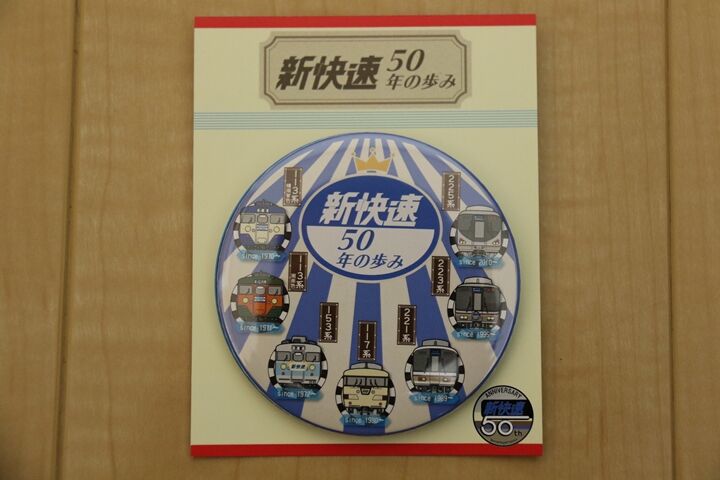 新快速 50
年の歩み
新快速
50
年の歩み
113系
since 1970~
113系
since 1971~
153系
since 1972~
117系
since 1980~
221系
since 1989~
223系
since 1995~
225系
since 2010~
ANNIVERSARY
新快速
50th